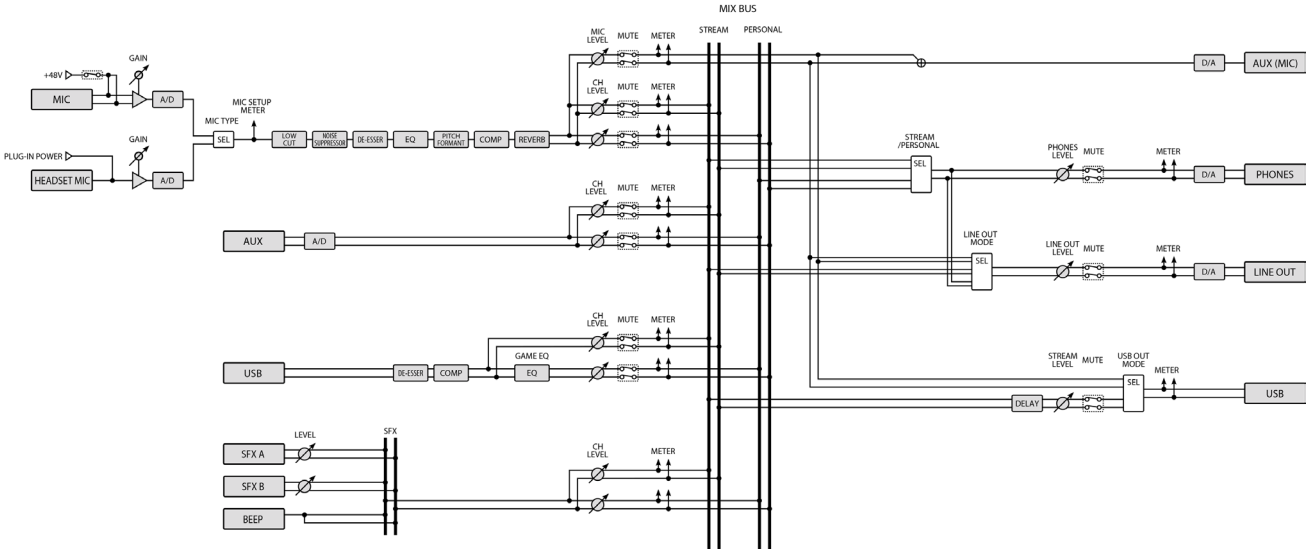 MIX BUS
STREAM PERSONAL
MIC LEVEL MUTE METER
GAIN
+48V
MIC
A/D
MIC TYPE
MIC SETUP METER
SEL
LOW CUT
NOISE SUPPRESSOR
DE-ESSER
EQ
PITCH FORMANT
COMP
REVERB
CH LEVEL MUTE METER
GAIN
PLUG-IN POWER
HEADSET MIC
A/D
D/A
AUX (MIC)
STREAM /PERSONAL
SEL
PHONES LEVEL MUTE METER
D/A
PHONES
CH LEVEL MUTE METER
AUX
A/D
LINE OUT MODE
SEL
LINE OUT LEVEL MUTE METER
D/A
LINE OUT
CH LEVEL MUTE METER
USB
DE-ESSER
COMP
GAME EQ
EQ
STREAM LEVEL MUTE
USB OUT MODE
METER
SEL
DELAY
USB
LEVEL
SFX
CH LEVEL METER
SFX A
SFX B
BEEP